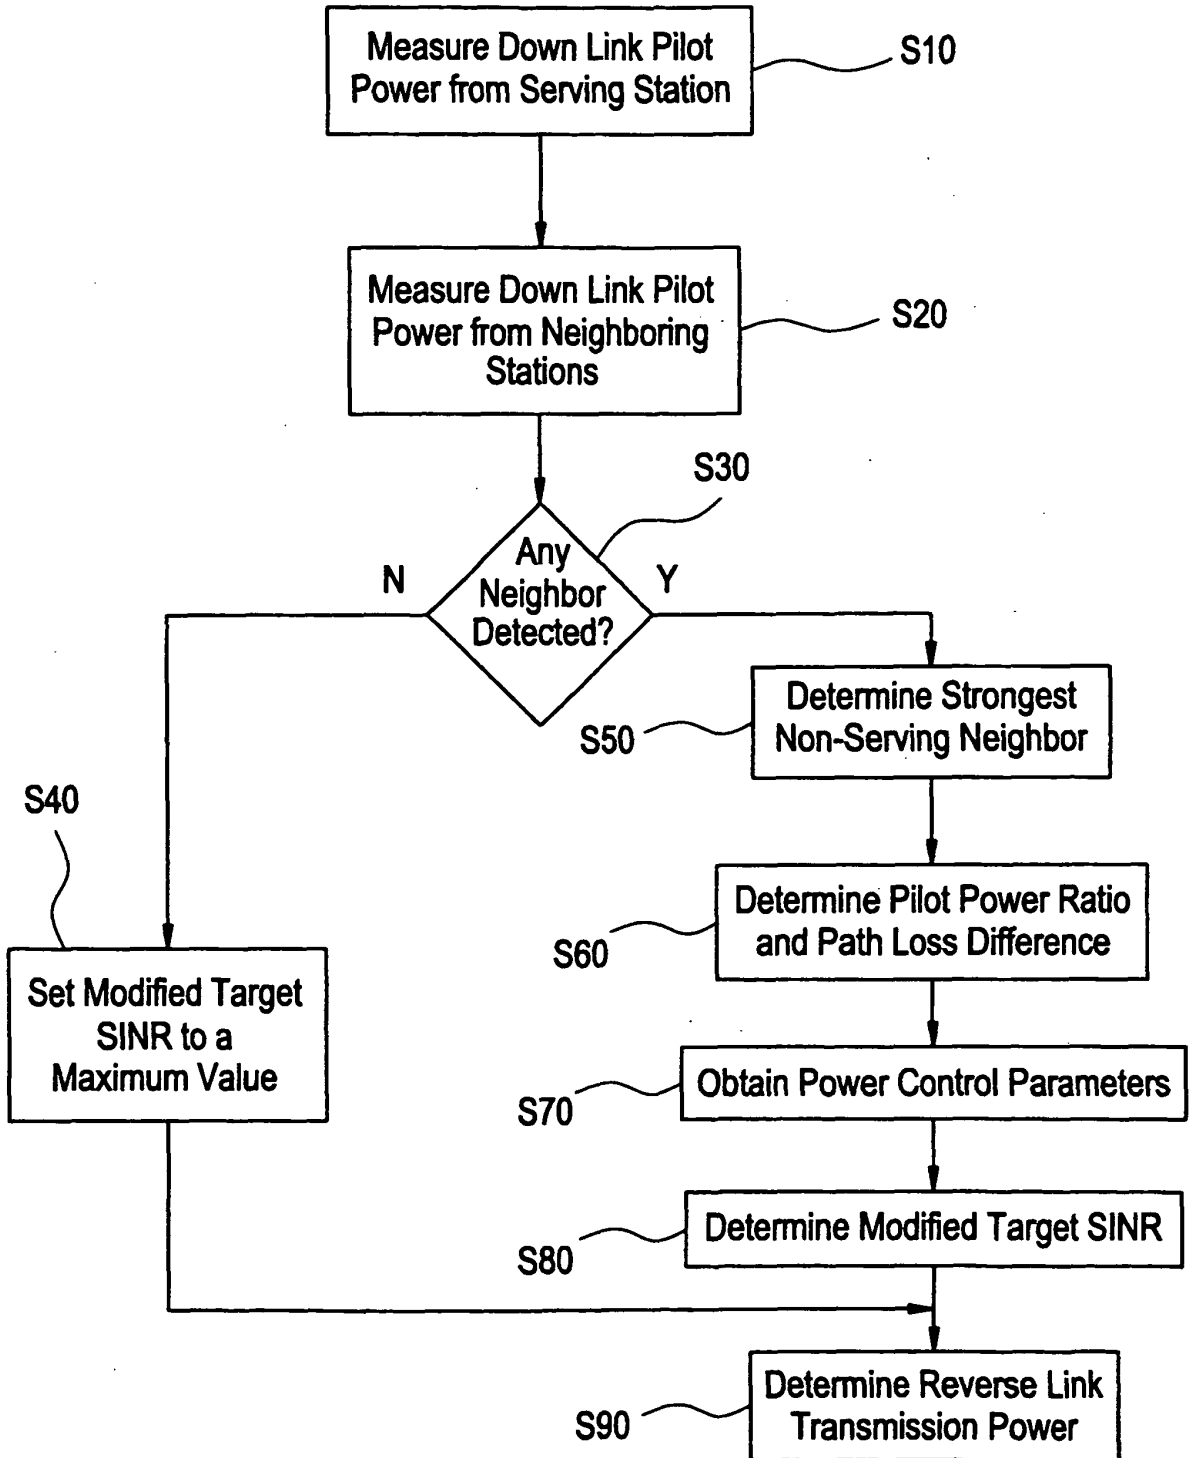 Measure Down Link Pilot
Power from Serving Station
S10
Measure Down Link Pilot
Power from Neighboring
Stations
S20
S30
Any
Neighbor
Detected?
N
Y
Determine Strongest
Non-Serving Neighbor
S50
S40
Determine Pilot Power Ratio
and Path Loss Difference
S60
Set Modified Target
SINR to a
Maximum Value
Obtain Power Control Parameters
S70
Determine Modified Target SINR
S80
Determine Reverse Link
Transmission Power
S90